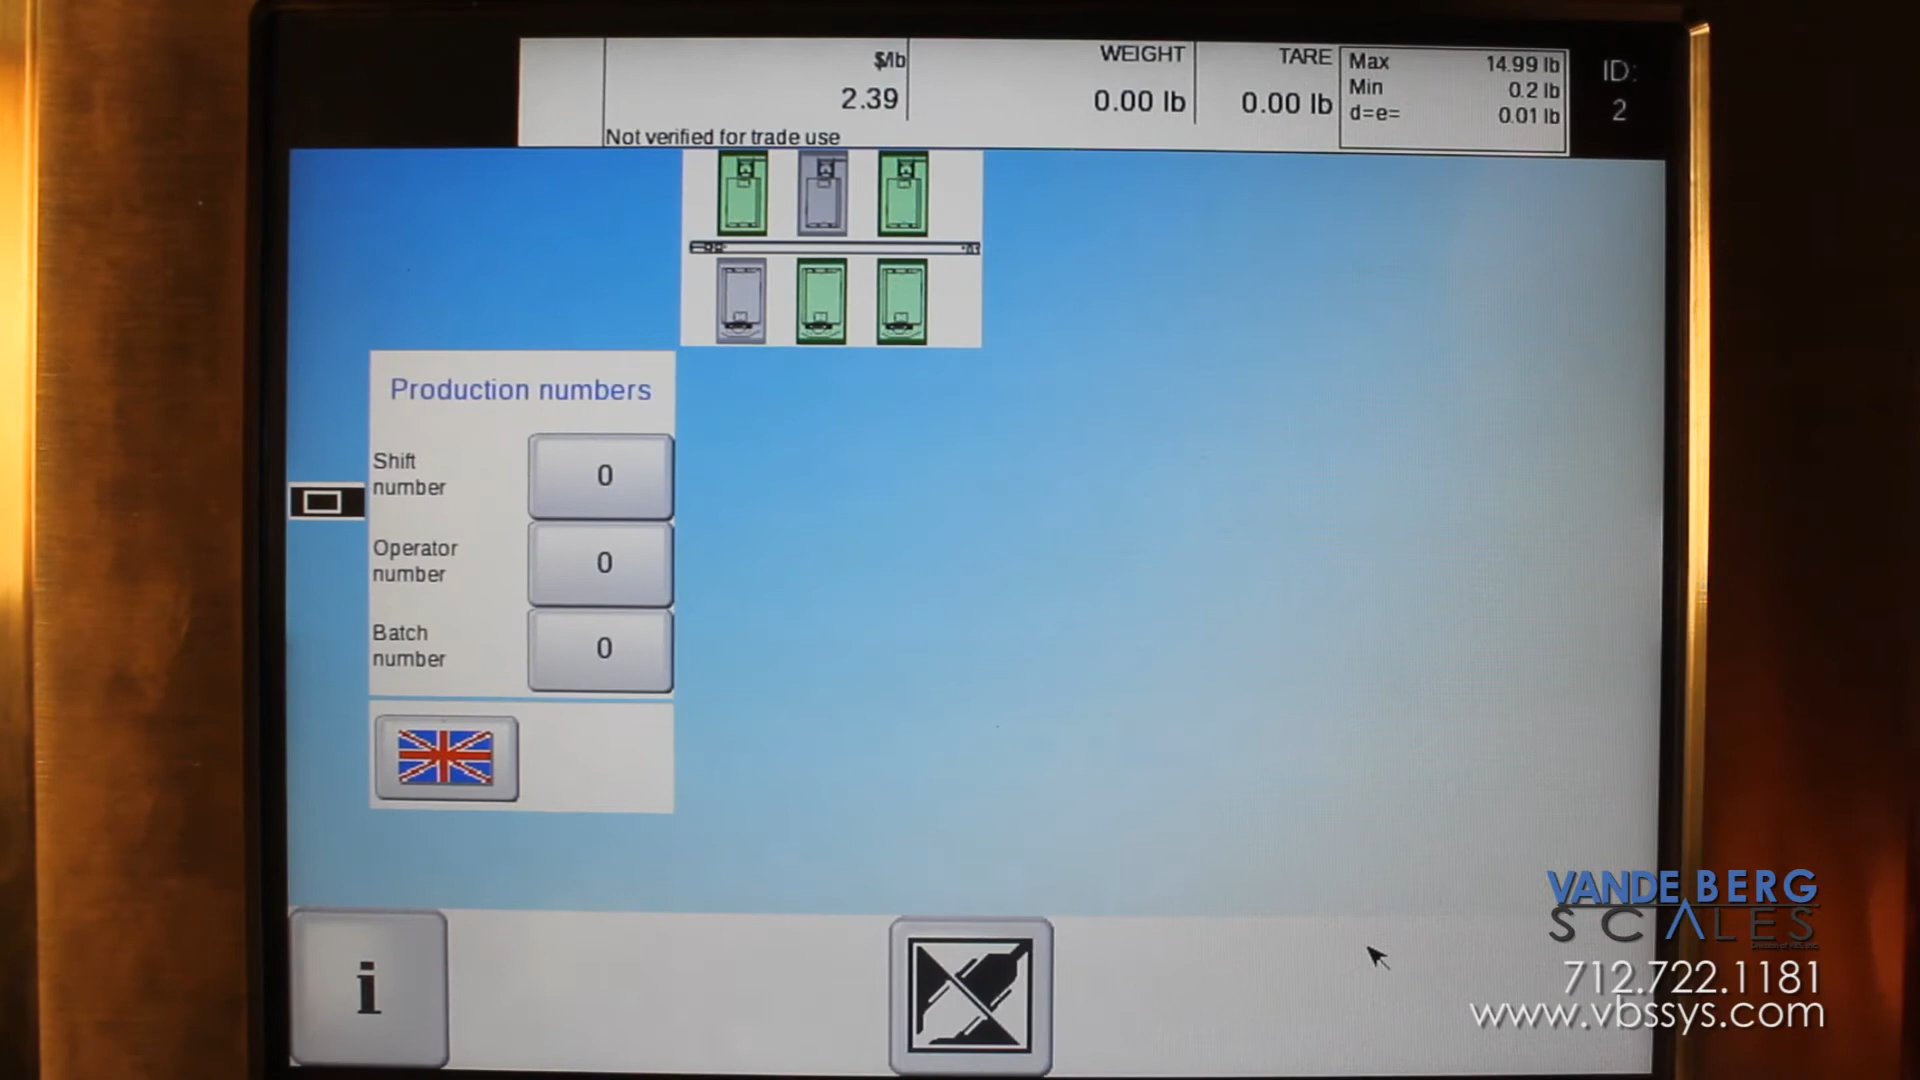 $/lb
2.39
Not verified for trade use
WEIGHT
0.00 lb
TARE
0.00 lb
Max 14.99 lb
Min 0.2 lb
d=e= 0.01 lb
ID:
2
Production numbers
Shift
number
0
Operator
number
0
Batch
number
0
i
VANDE BERG
SCALES
712.722.1181
www.vbssys.com